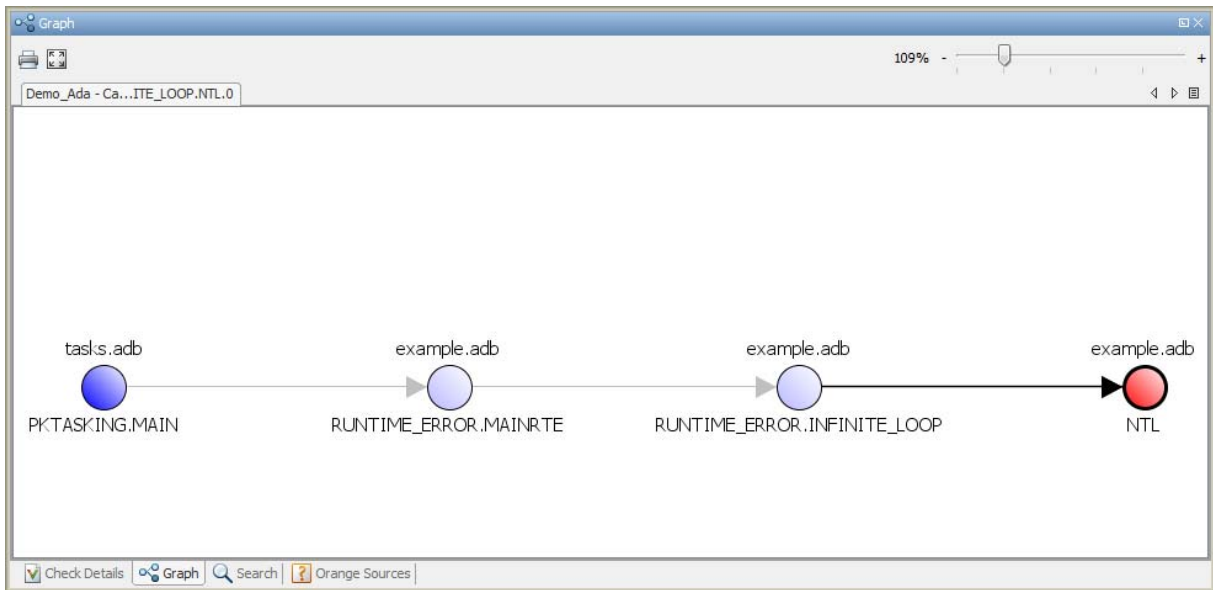 Graph
109% - +
Demo_Ada - Ca...ITE_LOOP.NTL.0
tasks.adb
example.adb
example.adb
example.adb
PKTASKING.MAIN
RUNTIME_ERROR.MAINRTE
RUNTIME_ERROR.INFINITE_LOOP
NTL
Check Details
Graph
Search
Orange Sources